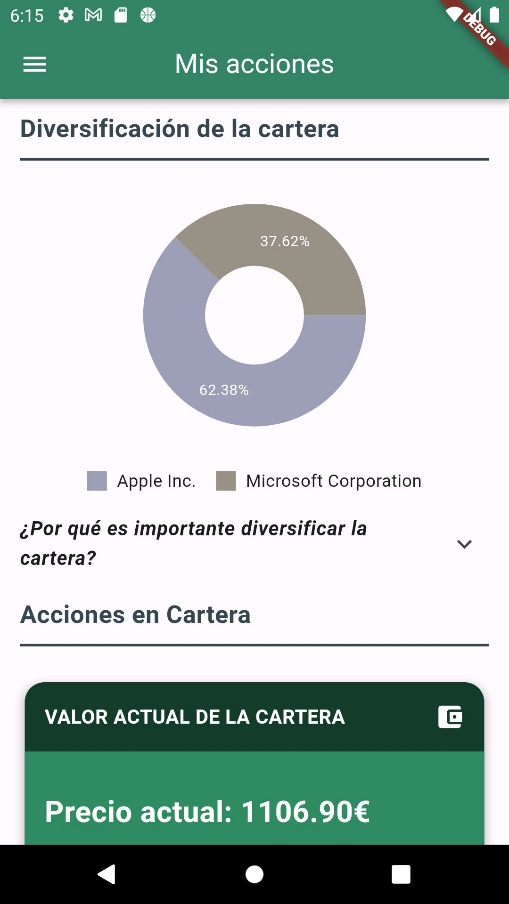 6:15
DEBUG
Mis acciones
Diversificación de la cartera
37.62%
62.38%
Apple Inc.
Microsoft Corporation
¿Por qué es importante diversificar la
cartera?
Acciones en Cartera
VALOR ACTUAL DE LA CARTERA
Precio actual: 1106.90€